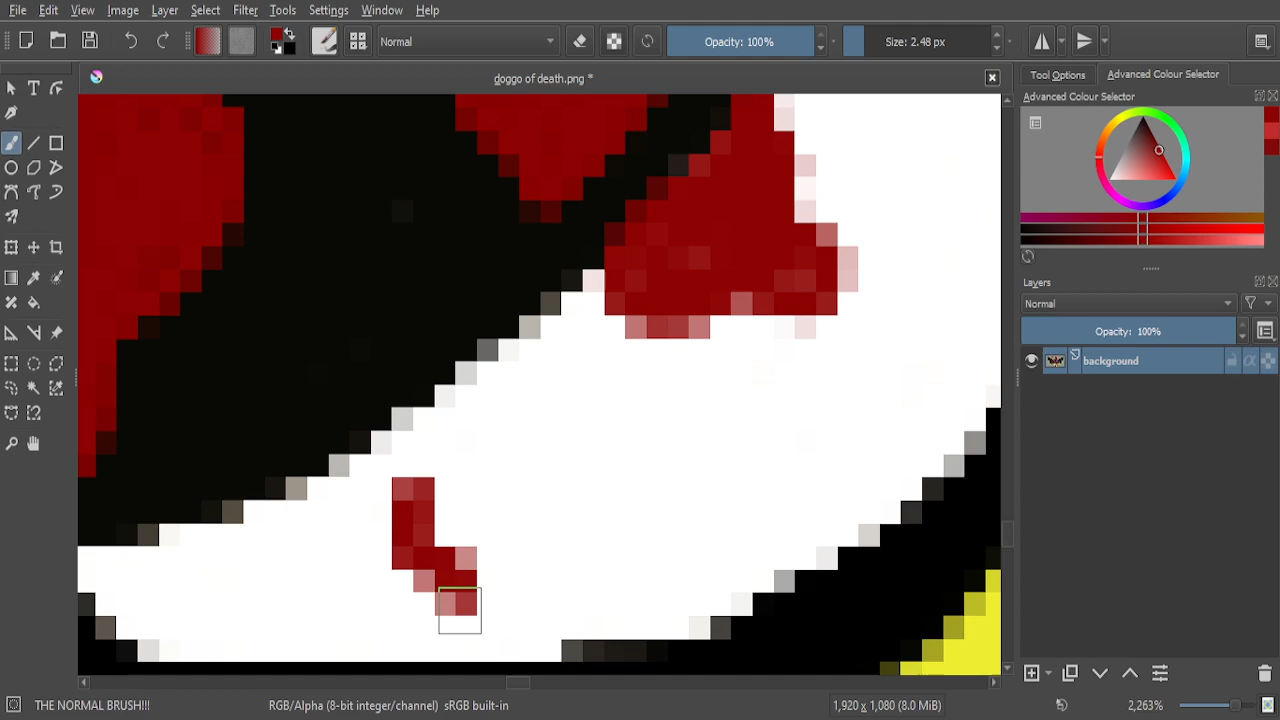 File Edit View Image Layer Select Filter Tools Settings Window Help
Normal Opacity: 100% Size: 2.48 px
doggo of death.png *
Tool Options Advanced Colour Selector
Advanced Colour Selector
Layers
Normal
Opacity: 100%
background
THE NORMAL BRUSH!!! RGB/Alpha (8-bit integer/channel) sRGB built-in 1,920 x 1,080 (8.0 MiB) 2,263%